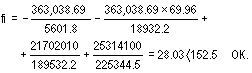 fi = - 363,038.69 / 5601.8 - 363,038.69 × 69.96 / 18932.2 +
+ 21702010 / 189532.2 + 25314100 / 225344.5 = 28.03⟨152.5 OK.